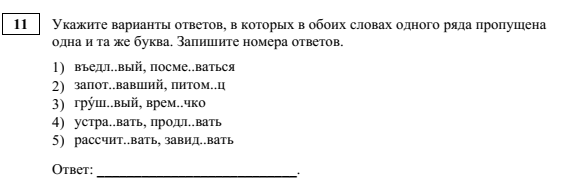 11 Укажите варианты ответов, в которых в обоих словах одного ряда пропущена
одна и та же буква. Запишите номера ответов.
1) въедл..вый, посме..ваться
2) запот..вавший, питом..ц
3) гру́ш..вый, врем..чко
4) устра..вать, продл..вать
5) рассчит..вать, завид..вать
Ответ: ___________________________.